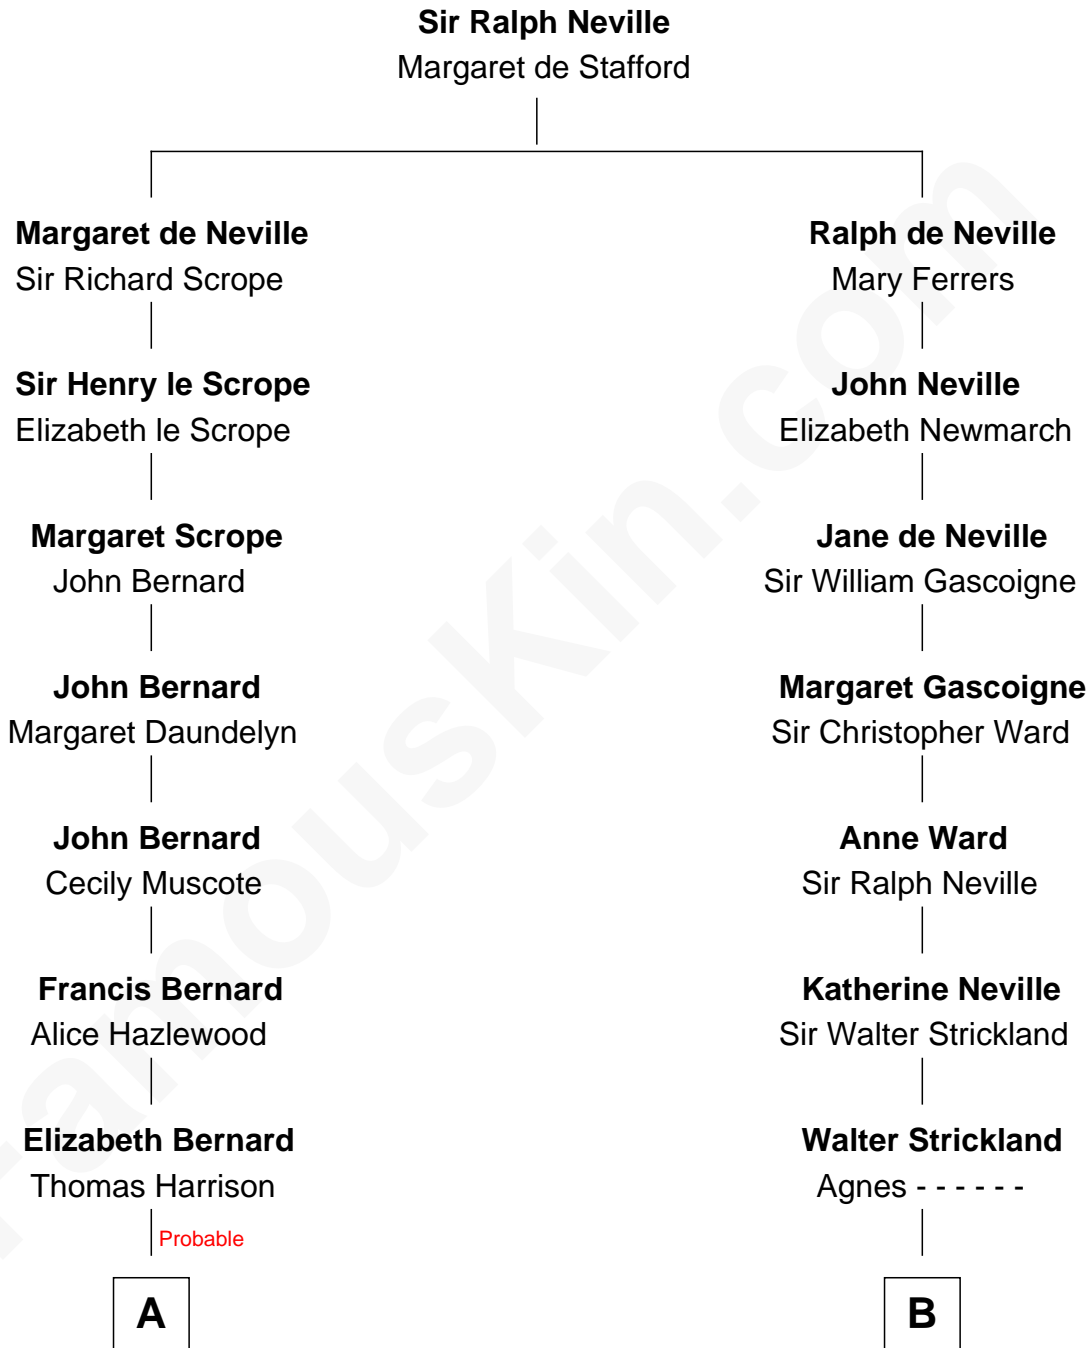 Sir Ralph Neville
Margaret de Stafford
Margaret de Neville
Sir Richard Scrope
Ralph de Neville
Mary Ferrers
Sir Henry le Scrope
Elizabeth le Scrope
John Neville
Elizabeth Newmarch
Margaret Scrope
John Bernard
Jane de Neville
Sir William Gascoigne
John Bernard
Margaret Daundelyn
Margaret Gascoigne
Sir Christopher Ward
John Bernard
Cecily Muscote
Anne Ward
Sir Ralph Neville
Francis Bernard
Alice Hazlewood
Katherine Neville
Sir Walter Strickland
Elizabeth Bernard
Thomas Harrison
Walter Strickland
Agnes - - - - - -
Probable
A
B
FamousKin.com